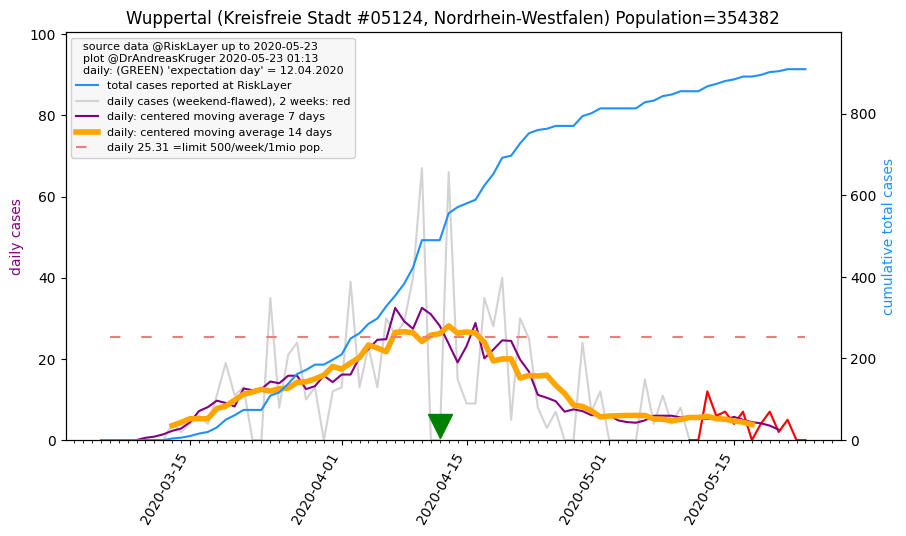 Wuppertal (Kreisfreie Stadt #05124, Nordrhein-Westfalen) Population=354382
source data @RiskLayer up to 2020-05-23
plot @DrAndreasKruger 2020-05-23 01:13
daily: (GREEN) 'expectation day' = 12.04.2020
total cases reported at RiskLayer
daily cases (weekend-flawed), 2 weeks: red
daily: centered moving average 7 days
daily: centered moving average 14 days
daily 25.31 =limit 500/week/1mio pop.
100
80
60
40
20
0
daily cases
800
600
400
200
0
cumulative total cases
2020-03-15
2020-04-01
2020-04-15
2020-05-01
2020-05-15